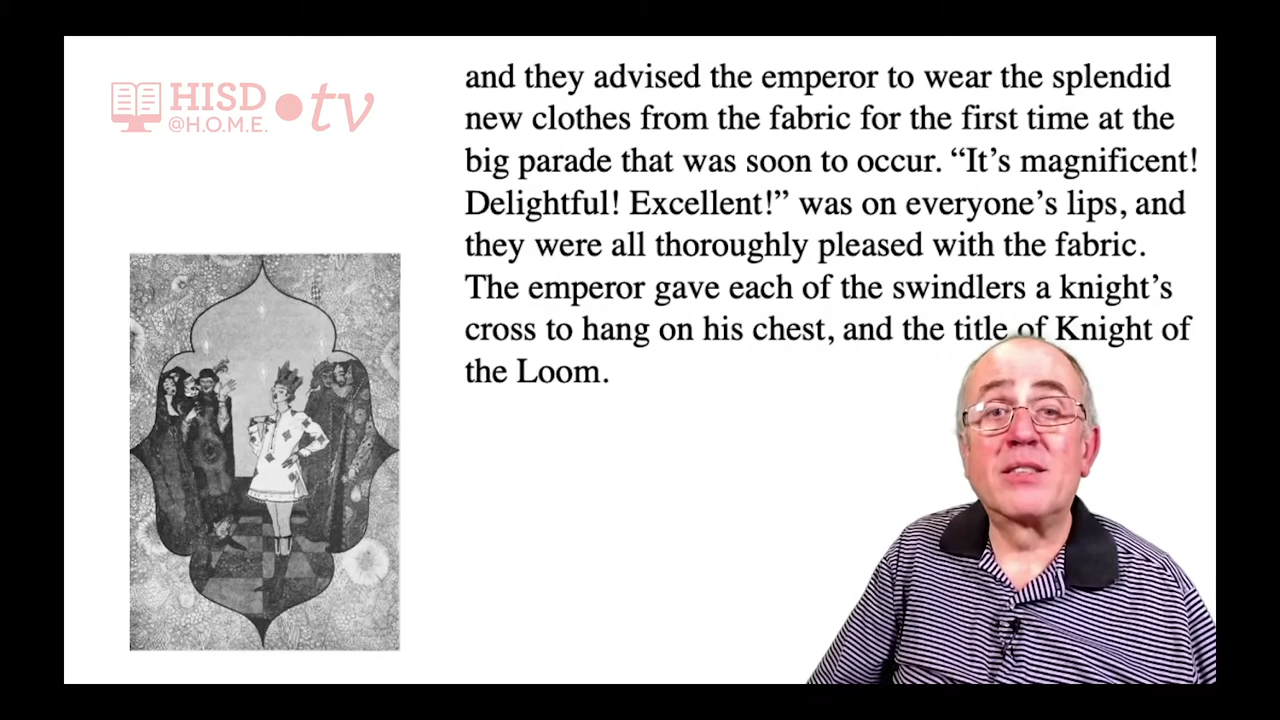 HISD
@H.O.M.E.
tv
and they advised the emperor to wear the splendid
new clothes from the fabric for the first time at the
big parade that was soon to occur. “It’s magnificent!
Delightful! Excellent!” was on everyone’s lips, and
they were all thoroughly pleased with the fabric.
The emperor gave each of the swindlers a knight’s
cross to hang on his chest, and the title of Knight of
the Loom.